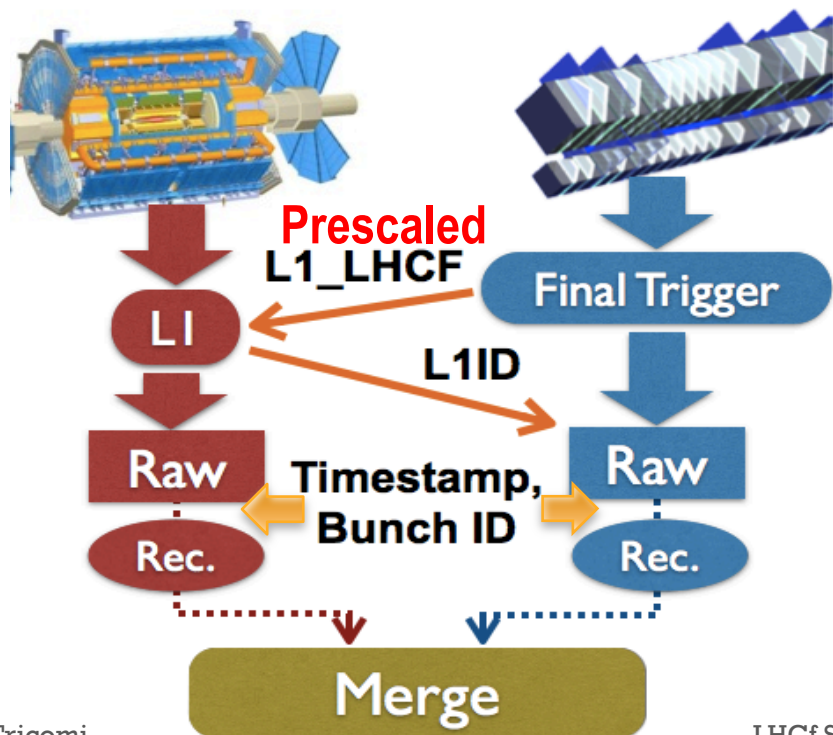 Prescaled
L1_LHCF
Final Trigger
L1
L1ID
Raw
Timestamp,
Bunch ID
Raw
Rec.
Rec.
Merge